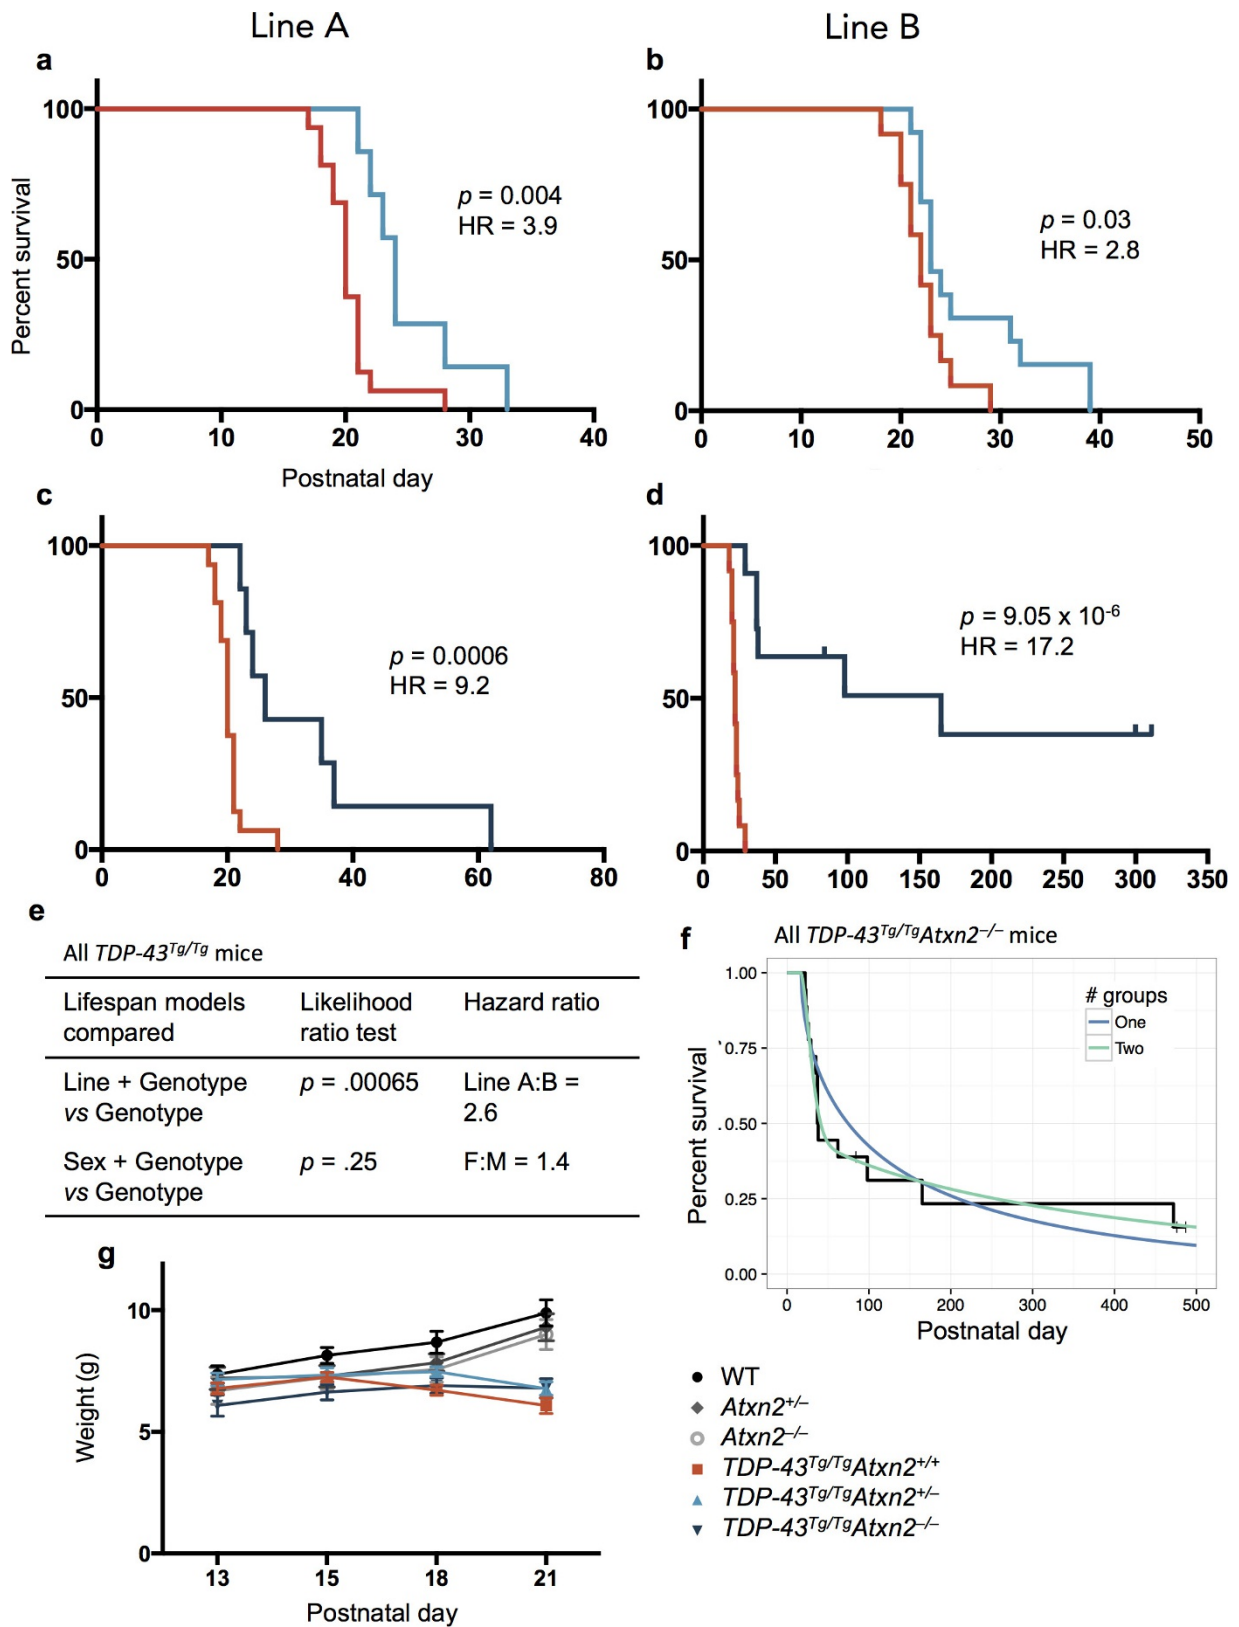 Line A
Line B
a
b
100
50
0
0 10 20 30 40
Percent survival
Postnatal day
p = 0.004
HR = 3.9
100
50
0
0 10 20 30 40 50
p = 0.03
HR = 2.8
c
d
100
50
0
0 20 40 60 80
p = 0.0006
HR = 9.2
100
50
0
0 50 100 150 200 250 300 350
p = 9.05 x 10⁻⁶
HR = 17.2
e
All TDP-43ᵀᵍ/ᵀᵍ mice
Lifespan models compared
Likelihood ratio test
Hazard ratio
Line + Genotype vs Genotype
p = .00065
Line A:B = 2.6
Sex + Genotype vs Genotype
p = .25
F:M = 1.4
f
All TDP-43ᵀᵍ/ᵀᵍAtxn2⁻/⁻ mice
# groups
One
Two
1.00
0.75
0.50
0.25
0.00
0 100 200 300 400 500
Percent survival
Postnatal day
g
10
5
0
13 15 18 21
Weight (g)
Postnatal day
WT
Atxn2⁺/⁻
Atxn2⁻/⁻
TDP-43ᵀᵍ/ᵀᵍAtxn2⁺/⁺
TDP-43ᵀᵍ/ᵀᵍAtxn2⁺/⁻
TDP-43ᵀᵍ/ᵀᵍAtxn2⁻/⁻